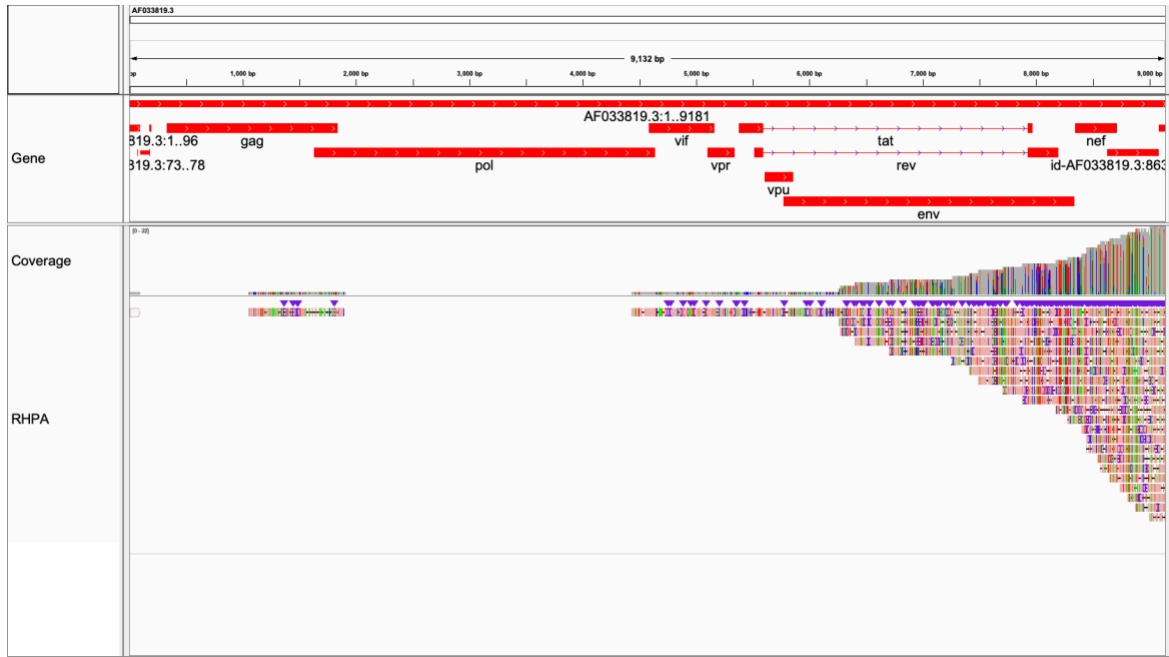 AF033819.3
9,132 bp
bp 1,000 bp 2,000 bp 3,000 bp 4,000 bp 5,000 bp 6,000 bp 7,000 bp 8,000 bp 9,000 bp
Gene
AF033819.3:1..9181
819.3:1..96 gag vif tat nef
319.3:73..78 pol vpr rev id-AF033819.3:863
vpu
env
[0 - 32]
Coverage
RHPA